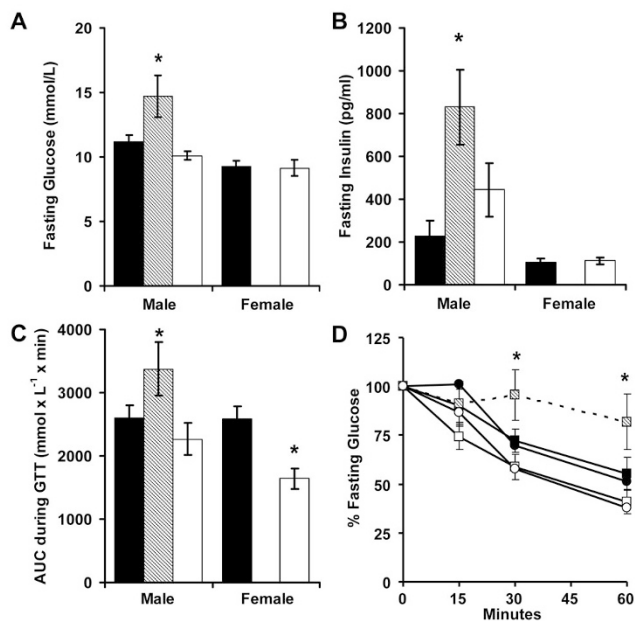 A
Fasting Glucose (mmol/L)
20
15
10
5
0
*
Male
Female
B
Fasting Insulin (pg/ml)
1200
1000
800
600
400
200
0
*
Male
Female
C
AUC during GTT (mmol x L⁻¹ x min)
4000
3000
2000
1000
0
*
*
Male
Female
D
% Fasting Glucose
125
100
75
50
25
0
*
*
0
15
30
45
60
Minutes